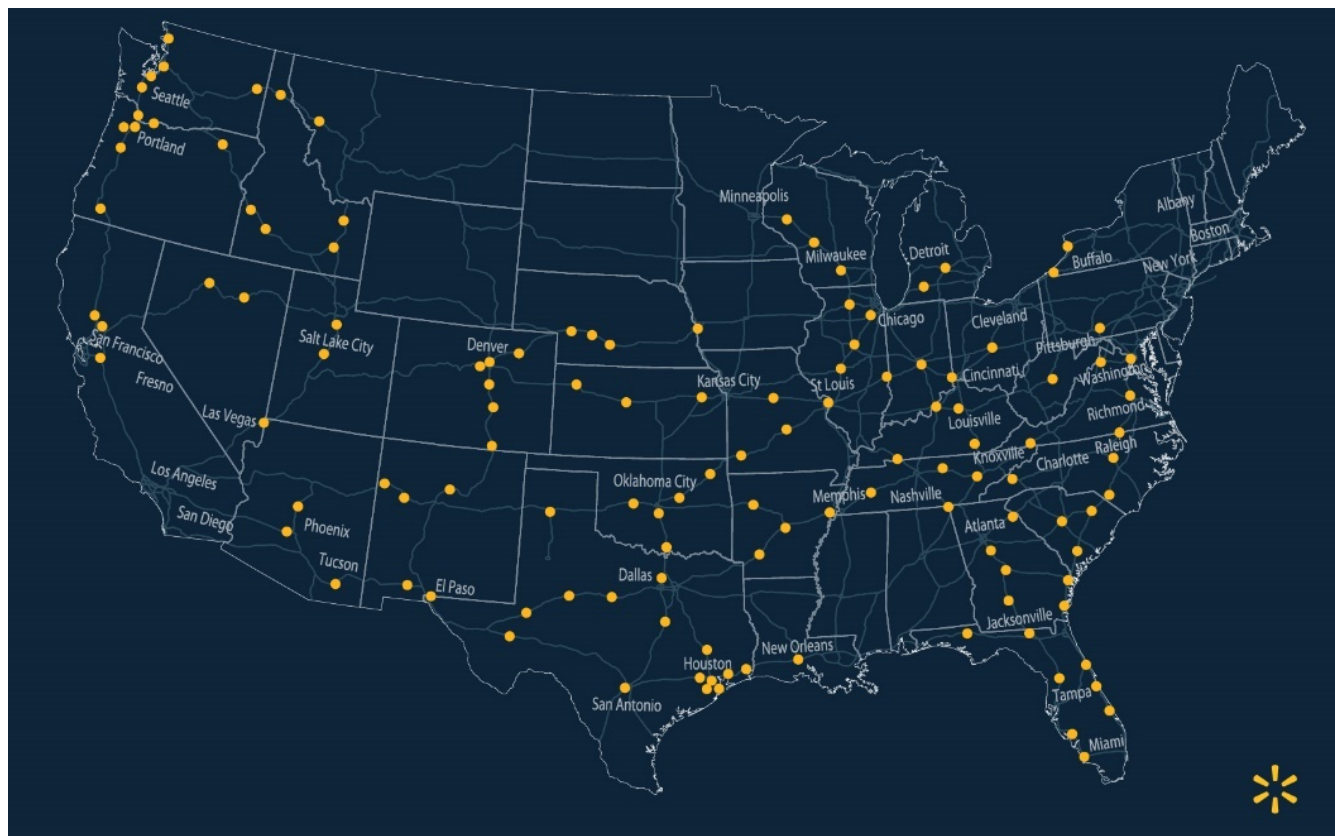 Seattle
Portland
Minneapolis
Milwaukee
Detroit
Albany
Boston
Buffalo
New York
San Francisco
Fresno
Salt Lake City
Denver
Chicago
Cleveland
Pittsburgh
Las Vegas
Kansas City
St Louis
Cincinnati
Washington
Louisville
Richmond
Los Angeles
San Diego
Phoenix
Tucson
Oklahoma City
Memphis
Nashville
Knoxville
Charlotte
Raleigh
Atlanta
El Paso
Dallas
Jacksonville
Houston
New Orleans
San Antonio
Tampa
Miami